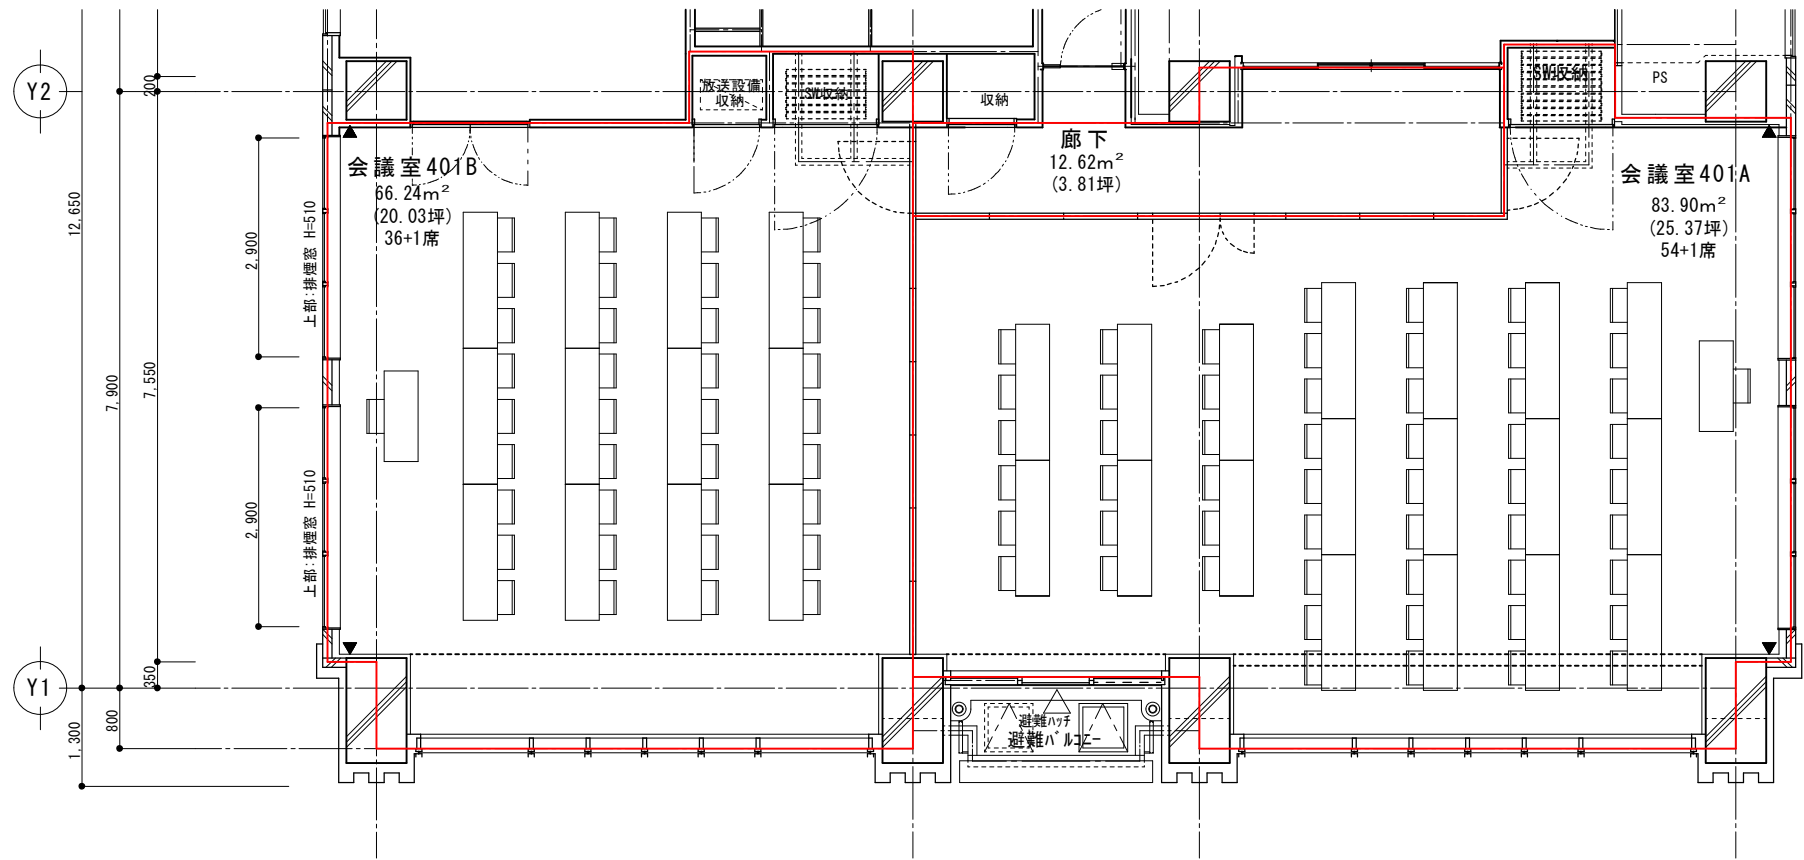 Y2
Y1
200
12,650
7,900
7,550
2,900
2,900
350
800
1,300
上部:排煙窓 H=510
上部:排煙窓 H=510
会議室401B
66.24m²
(20.03坪)
36+1席
放送設備
収納
SW収納
収納
廊下
12.62m²
(3.81坪)
SW収納
PS
会議室401A
83.90m²
(25.37坪)
54+1席
避難ハッチ
避難バルコニー